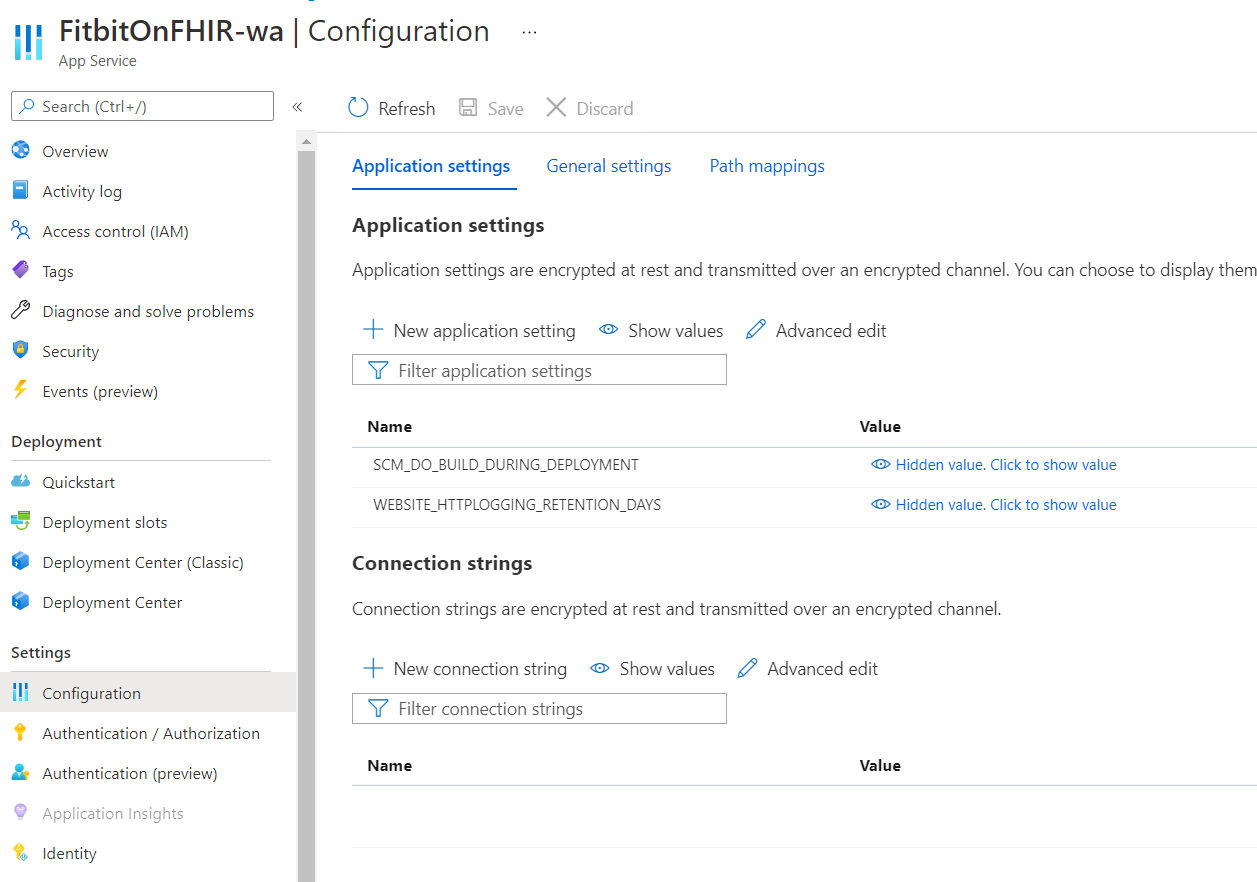 FitbitOnFHIR-wa | Configuration ...
App Service
Search (Ctrl+/)
«
Overview
Activity log
Access control (IAM)
Tags
Diagnose and solve problems
Security
Events (preview)
Deployment
Quickstart
Deployment slots
Deployment Center (Classic)
Deployment Center
Settings
Configuration
Authentication / Authorization
Authentication (preview)
Application Insights
Identity
Refresh Save Discard
Application settings General settings Path mappings
Application settings
Application settings are encrypted at rest and transmitted over an encrypted channel. You can choose to display them
New application setting Show values Advanced edit
Filter application settings
Name Value
SCM_DO_BUILD_DURING_DEPLOYMENT Hidden value. Click to show value
WEBSITE_HTTPLOGGING_RETENTION_DAYS Hidden value. Click to show value
Connection strings
Connection strings are encrypted at rest and transmitted over an encrypted channel.
New connection string Show values Advanced edit
Filter connection strings
Name Value